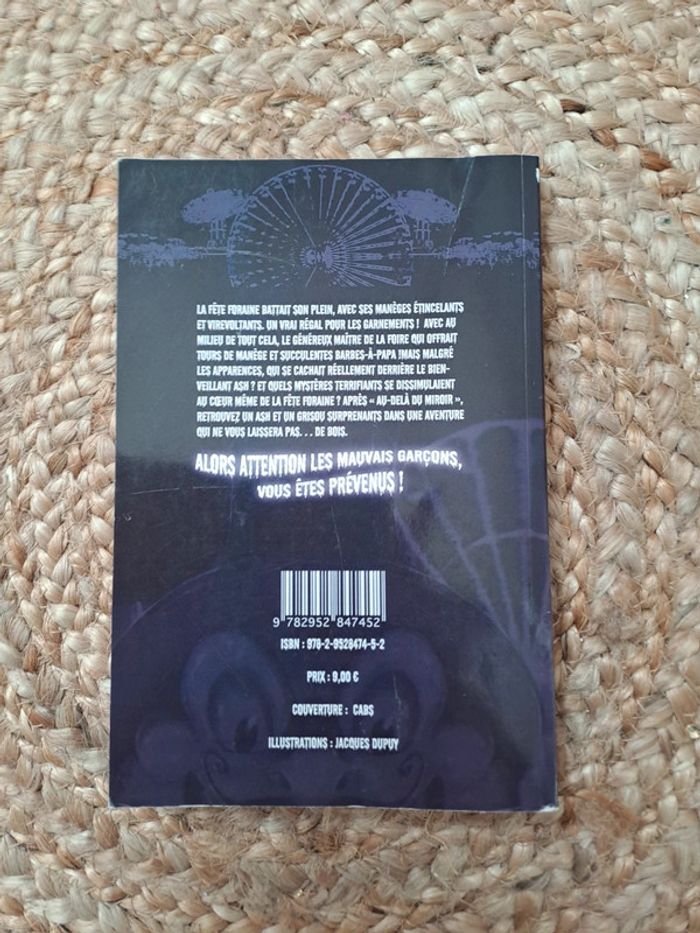 LA FÊTE FORAINE BATTAIT SON PLEIN, AVEC SES MANÈGES ÉTINCELANTS
ET VIREVOLTANTS. UN VRAI RÉGAL POUR LES GARNEMENTS ! AVEC AU
MILIEU DE TOUT CELA, LE GÉNÉREUX MAÎTRE DE LA FOIRE QUI OFFRAIT
TOURS DE MANÈGE ET SUCCULENTES BARBES-À-PAPA !MAIS MALGRÉ
LES APPARENCES, QUI SE CACHAIT RÉELLEMENT DERRIÈRE LE BIEN-
VEILLANT ASH ? ET QUELS MYSTÈRES TERRIFIANTS SE DISSIMULAIENT
AU CŒUR MÊME DE LA FÊTE FORAINE ? APRÈS « AU-DELÀ DU MIROIR »,
RETROUVEZ UN ASH ET UN GRISOU SURPRENANTS DANS UNE AVENTURE
QUI NE VOUS LAISSERA PAS... DE BOIS.
ALORS ATTENTION LES MAUVAIS GARÇONS,
VOUS ÊTES PRÉVENUS !
9 782952 847452
ISBN : 978-2-9528474-5-2
PRIX : 9,00 €
COUVERTURE : CABS
ILLUSTRATIONS : JACQUES DUPUY